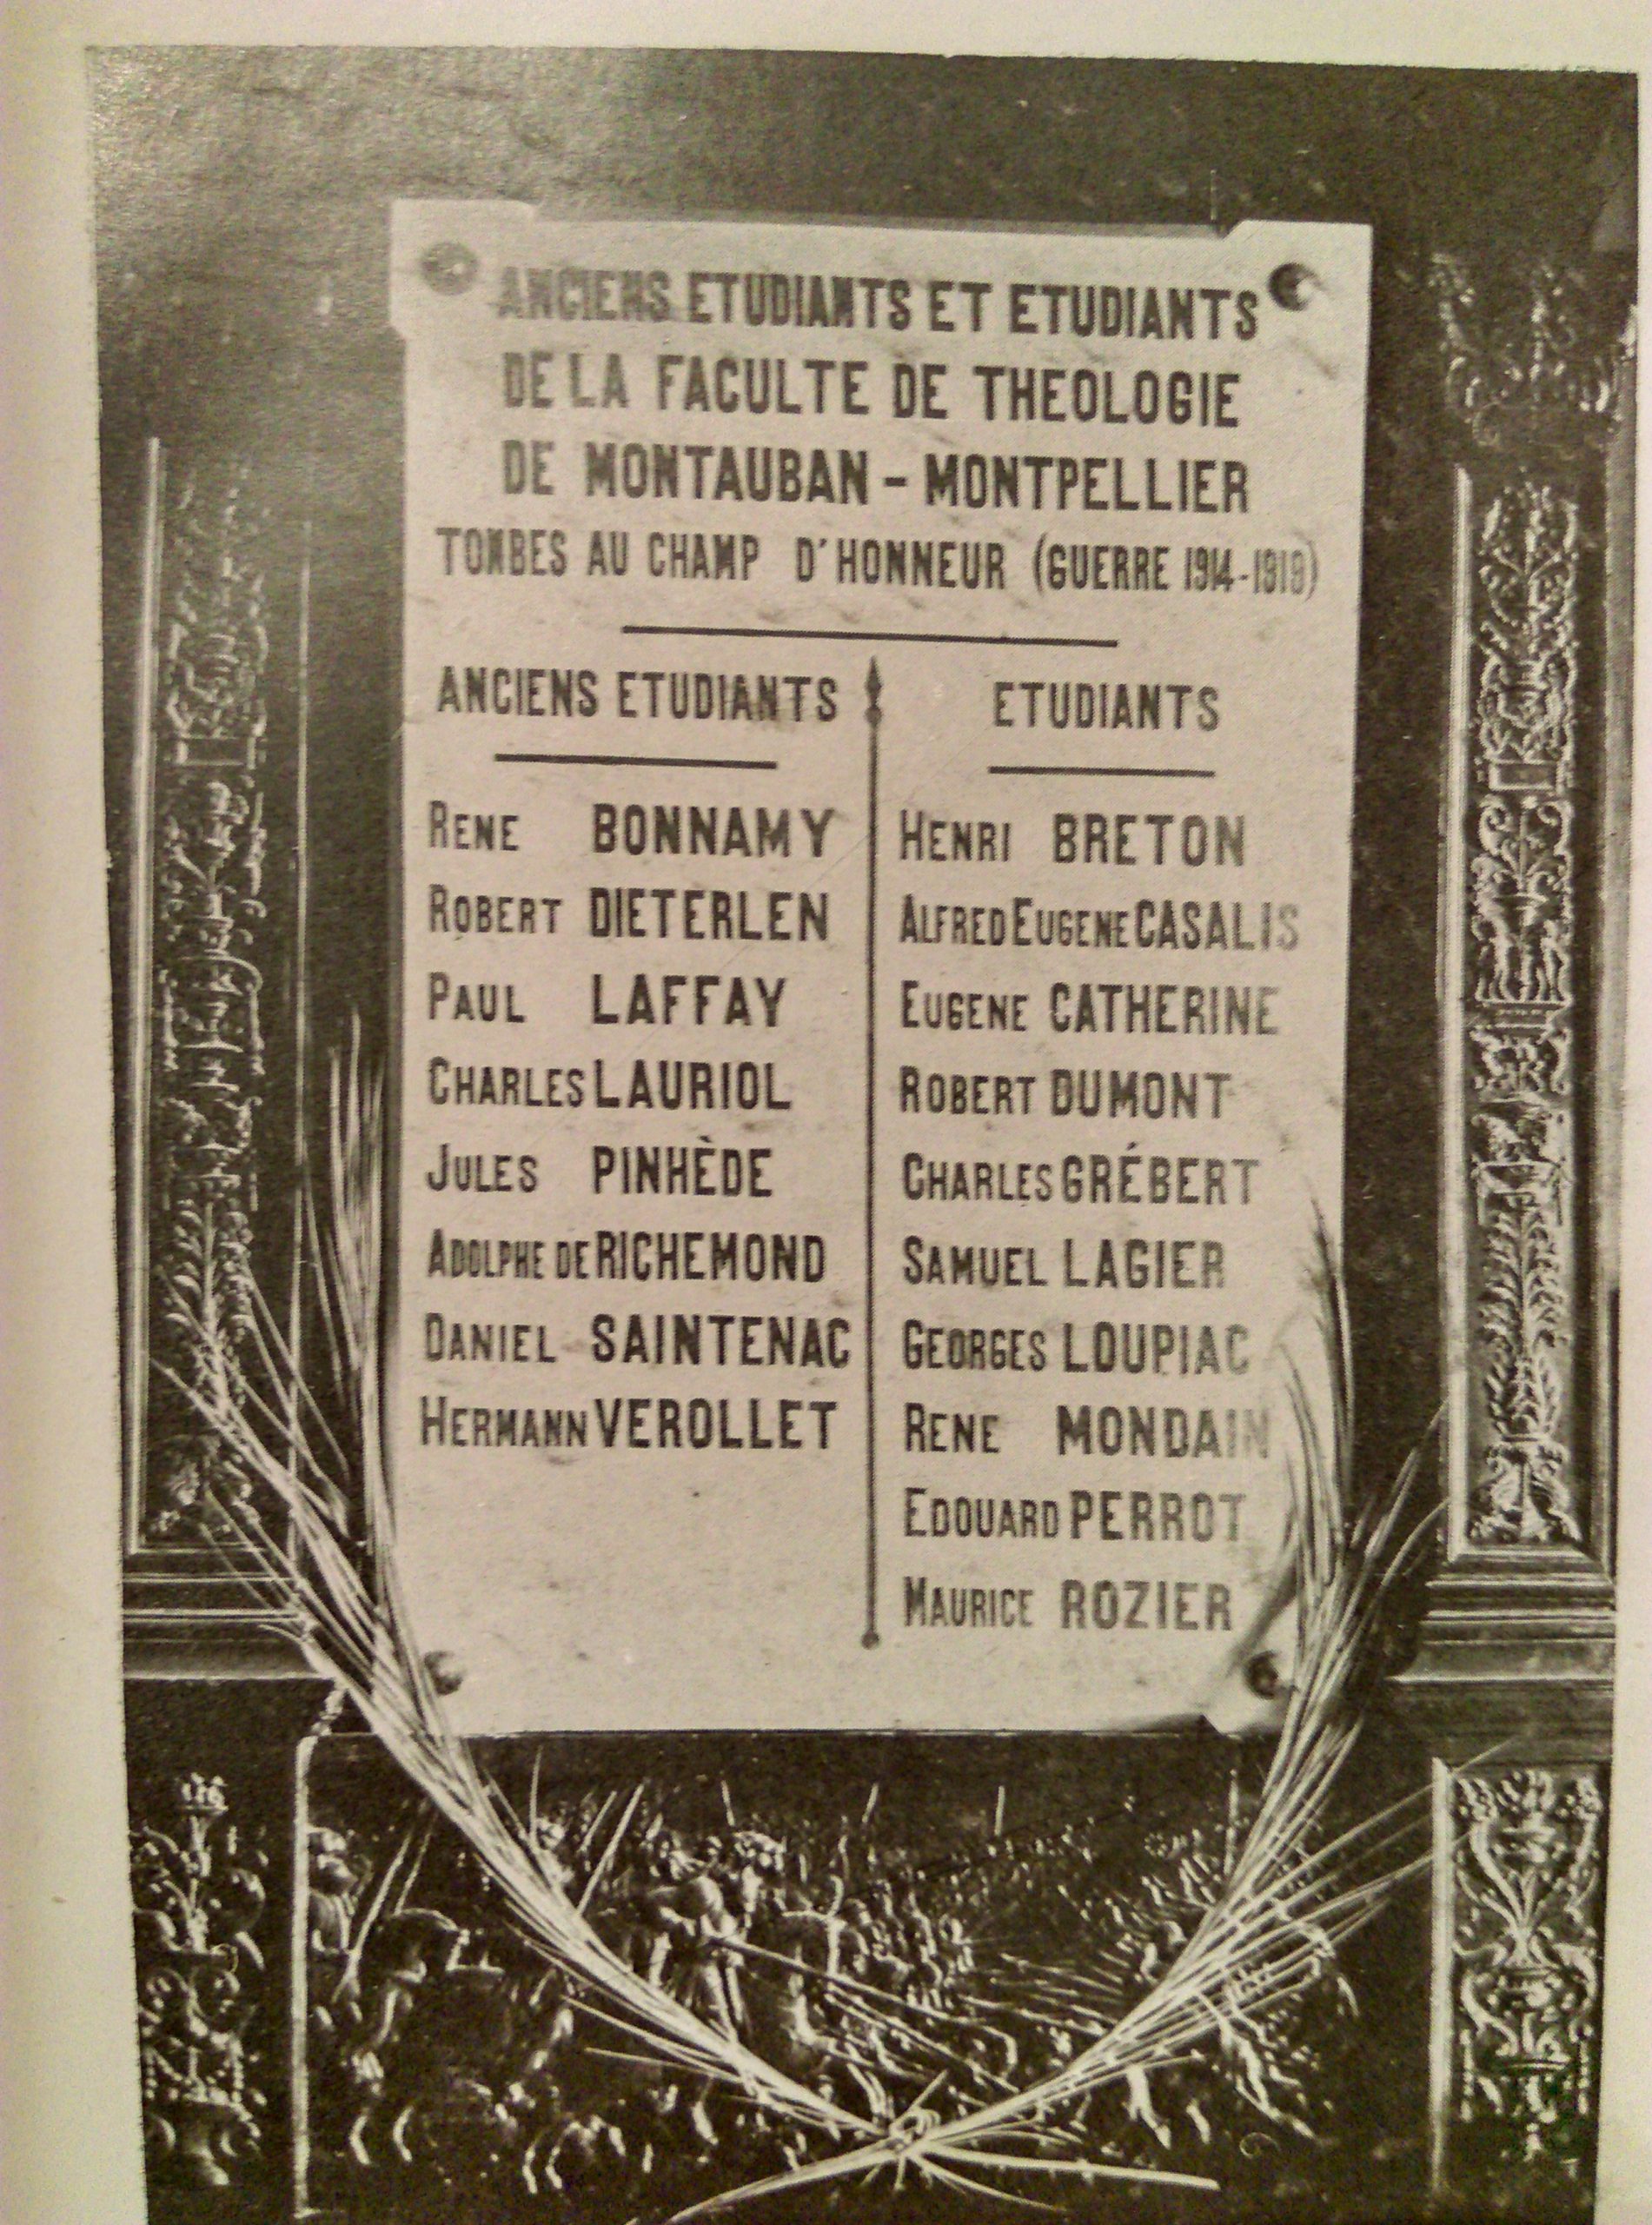 ANCIENS ETUDIANTS ET ETUDIANTS
DE LA FACULTE DE THEOLOGIE
DE MONTAUBAN - MONTPELLIER
TOMBES AU CHAMP D'HONNEUR (GUERRE 1914-1919)
ANCIENS ETUDIANTS
RENE BONNAMY
ROBERT DIETERLEN
PAUL LAFFAY
CHARLES LAURIOL
JULES PINHÈDE
ADOLPHE DE RICHEMOND
DANIEL SAINTENAC
HERMANN VEROLLET
ETUDIANTS
HENRI BRETON
ALFRED EUGENE CASALIS
EUGENE CATHERINE
ROBERT DUMONT
CHARLES GRÉBERT
SAMUEL LAGIER
GEORGES LOUPIAC
RENE MONDAIN
EDOUARD PERROT
MAURICE ROZIER